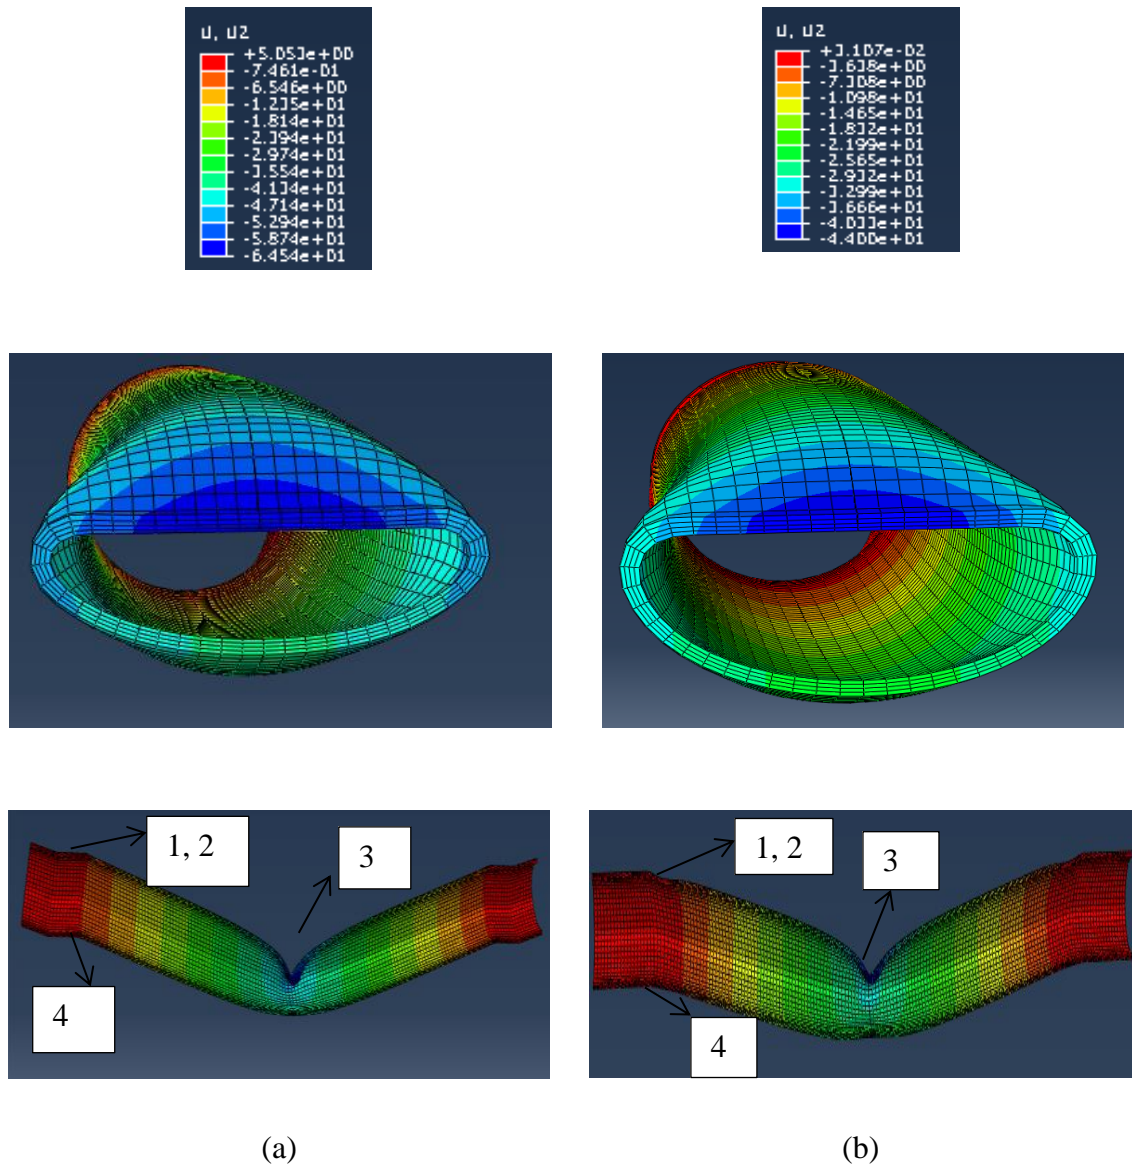 U, U2
+5.053e+00
-7.461e-01
-6.546e+00
-1.235e+01
-1.814e+01
-2.394e+01
-2.974e+01
-3.554e+01
-4.134e+01
-4.714e+01
-5.294e+01
-5.874e+01
-6.454e+01
U, U2
+3.107e-02
-3.638e+00
-7.308e+00
-1.098e+01
-1.465e+01
-1.832e+01
-2.199e+01
-2.565e+01
-2.932e+01
-3.299e+01
-3.666e+01
-4.033e+01
-4.400e+01
1, 2
3
4
1, 2
3
4
(a)
(b)